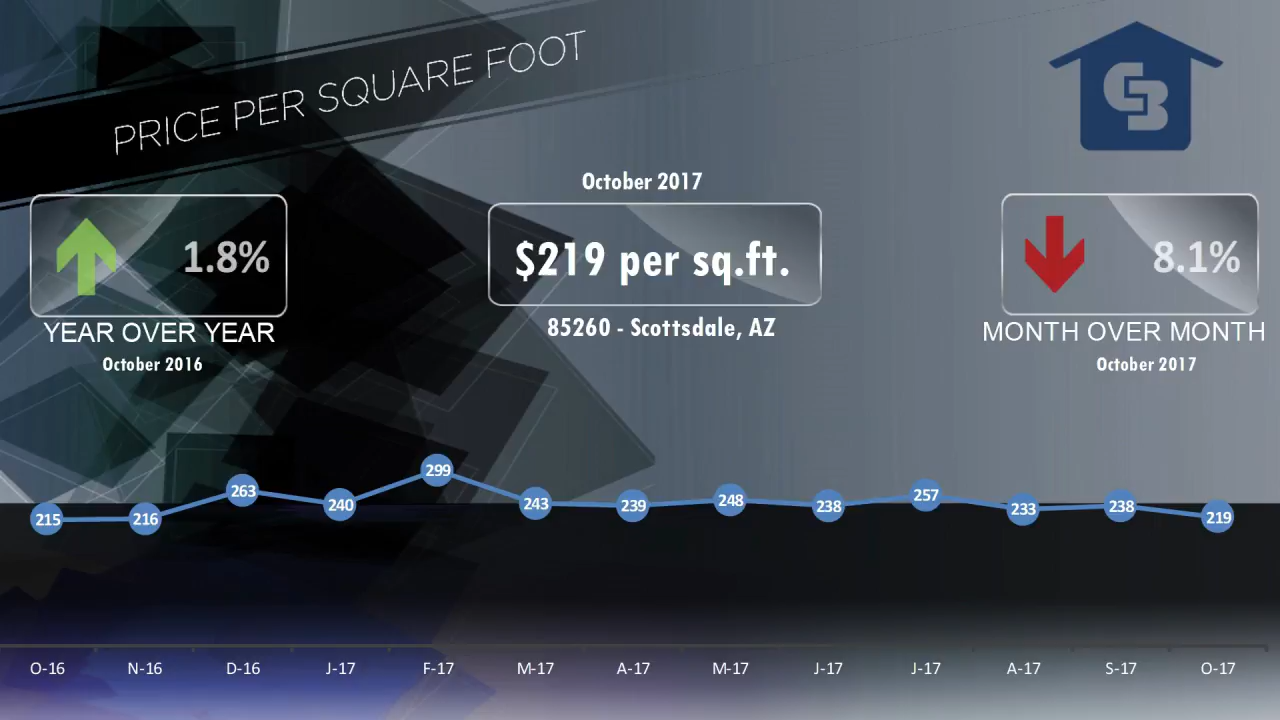 PRICE PER SQUARE FOOT
CB
October 2017
1.8%
$219 per sq.ft.
8.1%
YEAR OVER YEAR
85260 - Scottsdale, AZ
MONTH OVER MONTH
October 2016
October 2017
215 216 263 240 299 243 239 248 238 257 233 238 219
O-16 N-16 D-16 J-17 F-17 M-17 A-17 M-17 J-17 J-17 A-17 S-17 O-17